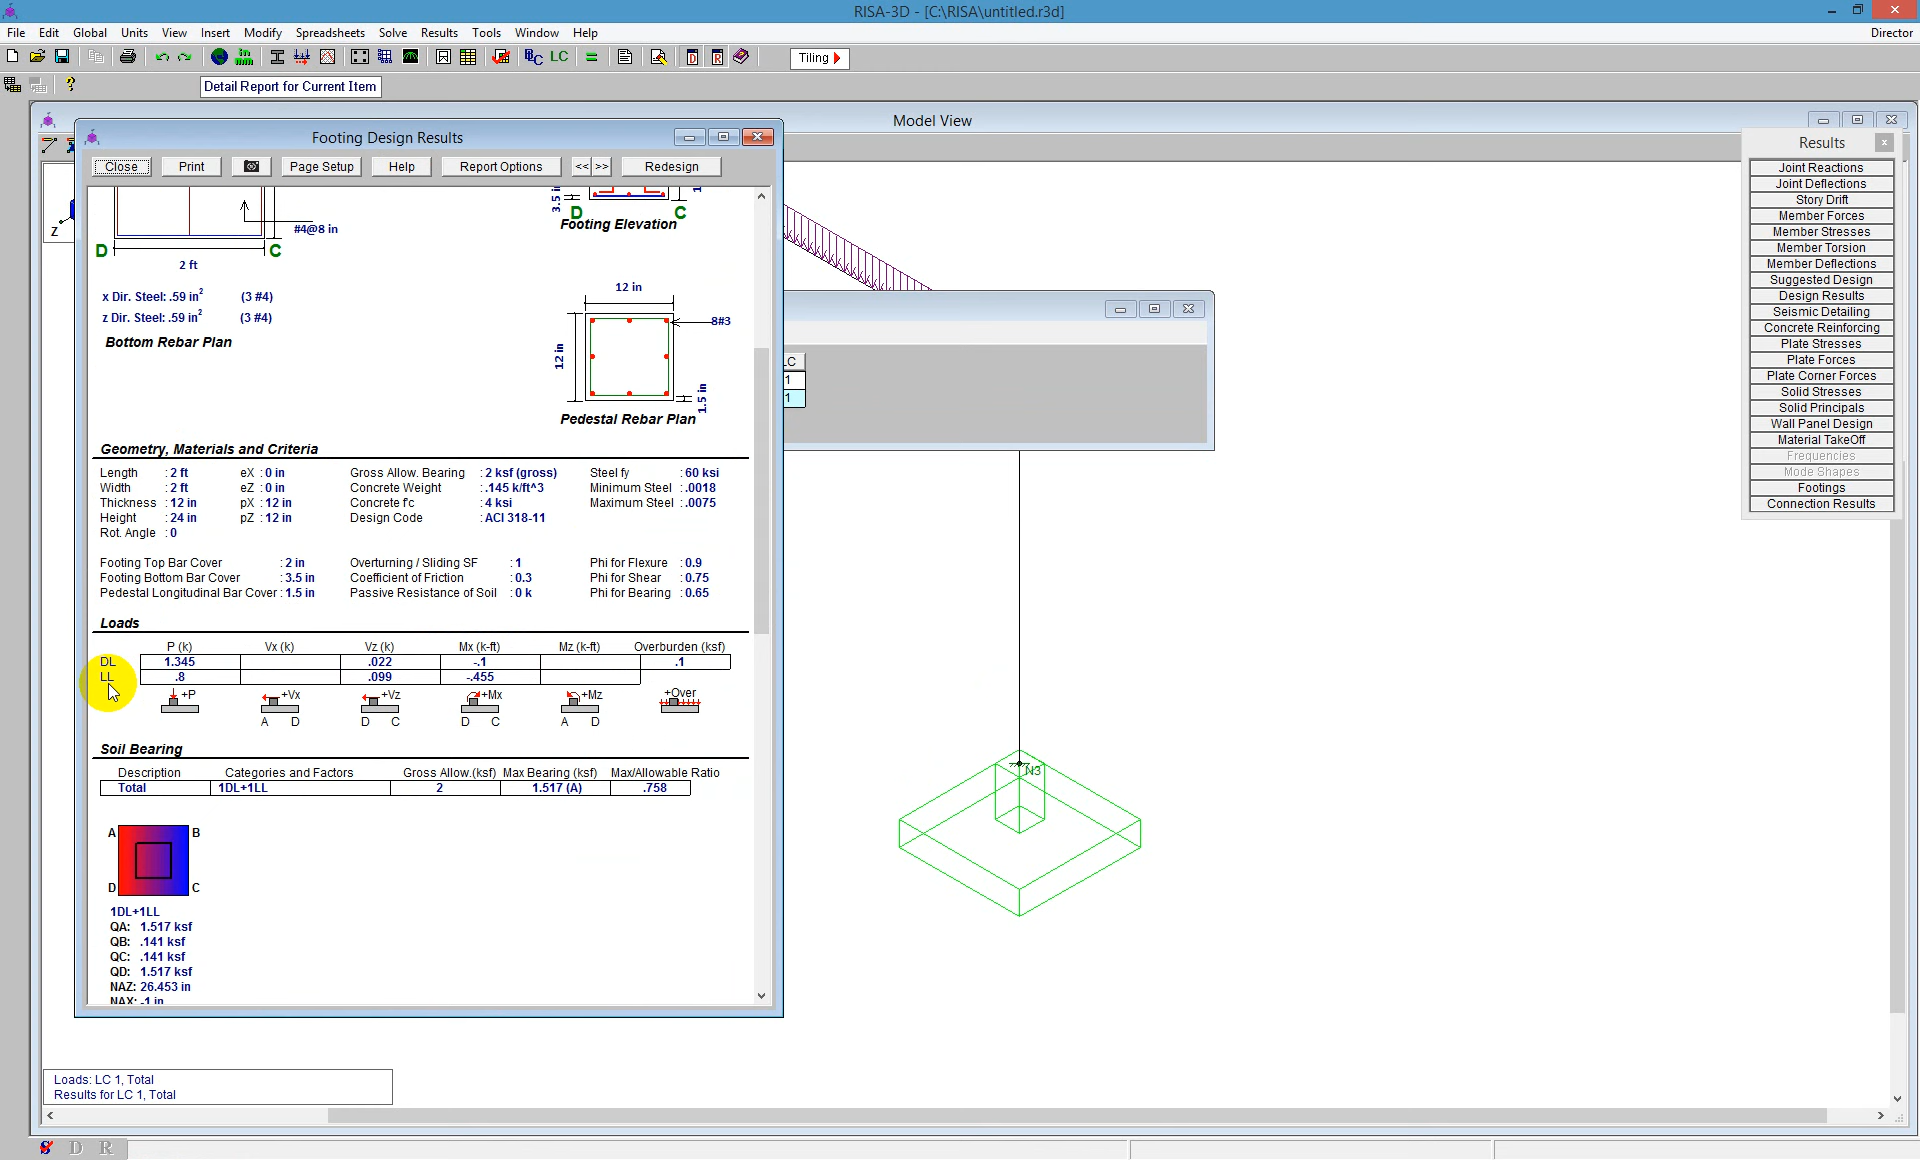 RISA-3D - [C:\RISA\untitled.r3d]
File Edit Global Units View Insert Modify Spreadsheets Solve Results Tools Window Help Director
LC Tiling
Detail Report for Current Item
Model View
Footing Design Results
Close Print Page Setup Help Report Options << >> Redesign
#4@8 in
D C
2 ft
x Dir. Steel: .59 in2 (3 #4)
z Dir. Steel: .59 in2 (3 #4)
Bottom Rebar Plan
3.5 in
D C
Footing Elevation
12 in
8#3
12 in
1.5 in
Pedestal Rebar Plan
Geometry, Materials and Criteria
Length : 2 ft eX : 0 in Gross Allow. Bearing : 2 ksf (gross) Steel fy : 60 ksi
Width : 2 ft eZ : 0 in Concrete Weight : .145 k/ft^3 Minimum Steel : .0018
Thickness : 12 in pX : 12 in Concrete f'c : 4 ksi Maximum Steel : .0075
Height : 24 in pZ : 12 in Design Code : ACI 318-11
Rot. Angle : 0
Footing Top Bar Cover : 2 in Overturning / Sliding SF : 1 Phi for Flexure : 0.9
Footing Bottom Bar Cover : 3.5 in Coefficient of Friction : 0.3 Phi for Shear : 0.75
Pedestal Longitudinal Bar Cover : 1.5 in Passive Resistance of Soil : 0 k Phi for Bearing : 0.65
Loads
P (k) Vx (k) Vz (k) Mx (k-ft) Mz (k-ft) Overburden (ksf)
DL 1.345 .022 -.1 .1
LL .8 .099 -.455
+P +Vx +Vz +Mx +Mz +Over
A D D C D C A D
Soil Bearing
Description Categories and Factors Gross Allow.(ksf) Max Bearing (ksf) Max/Allowable Ratio
Total 1DL+1LL 2 1.517 (A) .758
A B
D C
1DL+1LL
QA: 1.517 ksf
QB: .141 ksf
QC: .141 ksf
QD: 1.517 ksf
NAZ: 26.453 in
NAX: -1 in
LC
1
1
N3
Z
Results
Joint Reactions
Joint Deflections
Story Drift
Member Forces
Member Stresses
Member Torsion
Member Deflections
Suggested Design
Design Results
Seismic Detailing
Concrete Reinforcing
Plate Stresses
Plate Forces
Plate Corner Forces
Solid Stresses
Solid Principals
Wall Panel Design
Material TakeOff
Frequencies
Mode Shapes
Footings
Connection Results
Loads: LC 1, Total
Results for LC 1, Total
D R